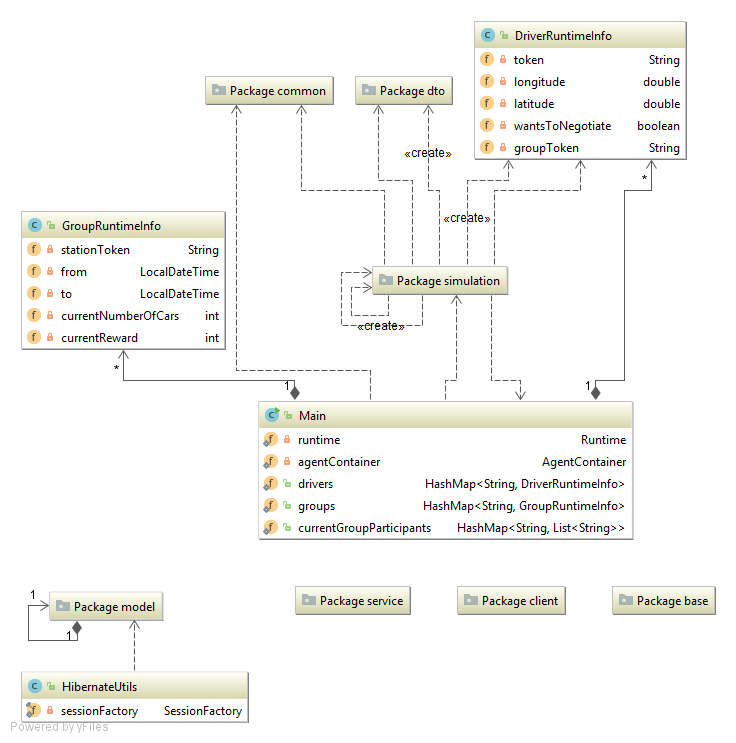 DriverRuntimeInfo
token String
longitude double
latitude double
wantsToNegotiate boolean
groupToken String
Package common
Package dto
«create»
*
«create»
GroupRuntimeInfo
stationToken String
from LocalDateTime
to LocalDateTime
currentNumberOfCars int
currentReward int
Package simulation
«create»
*
1
1
Main
runtime Runtime
agentContainer AgentContainer
drivers HashMap<String, DriverRuntimeInfo>
groups HashMap<String, GroupRuntimeInfo>
currentGroupParticipants HashMap<String, List<String>>
1
Package model
1
Package service
Package client
Package base
HibernateUtils
sessionFactory SessionFactory
Powered by yFiles